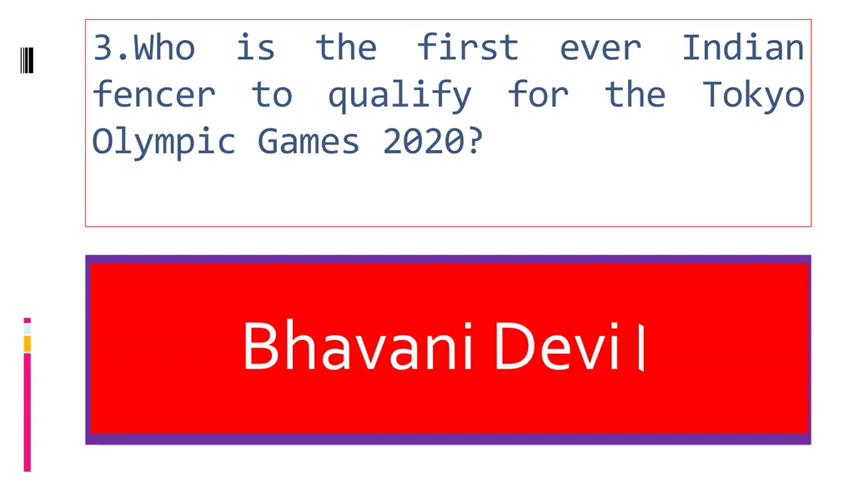 3.Who is the first ever Indian
fencer to qualify for the Tokyo
Olympic Games 2020?
Bhavani Devi